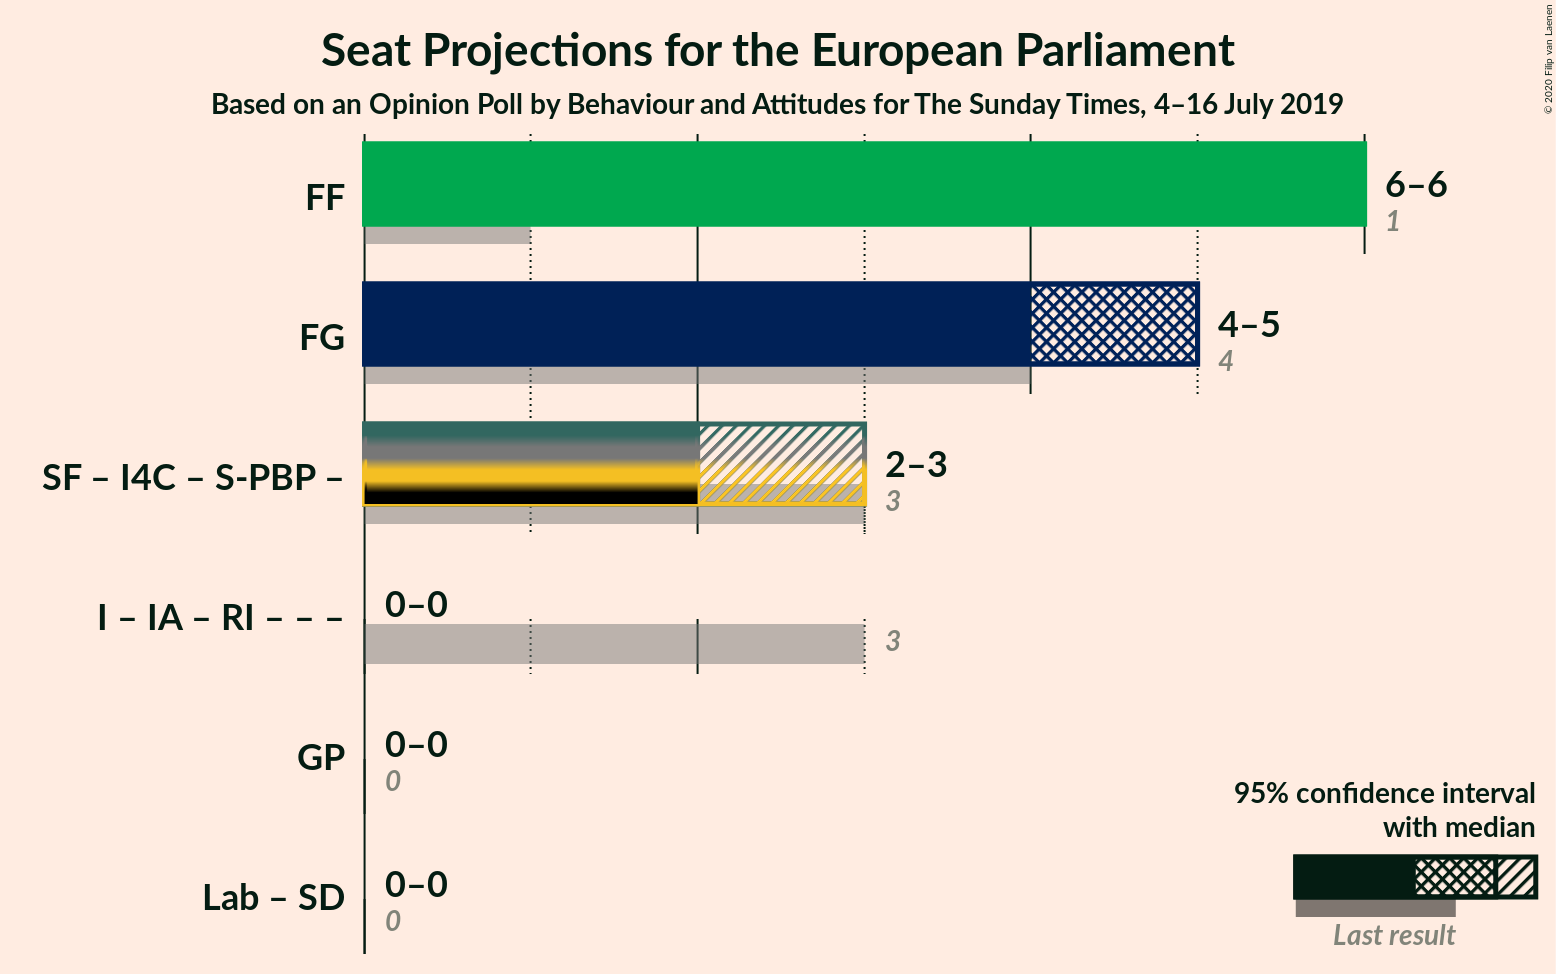 Seat Projections for the European Parliament
Based on an Opinion Poll by Behaviour and Attitudes for The Sunday Times, 4–16 July 2019
© 2020 Filip van Laenen
FF
6–6
1
FG
4–5
4
SF – I4C – S-PBP –
2–3
3
I – IA – RI – – –
0–0
3
GP
0–0
0
Lab – SD
0–0
0
95% confidence interval
with median
Last result